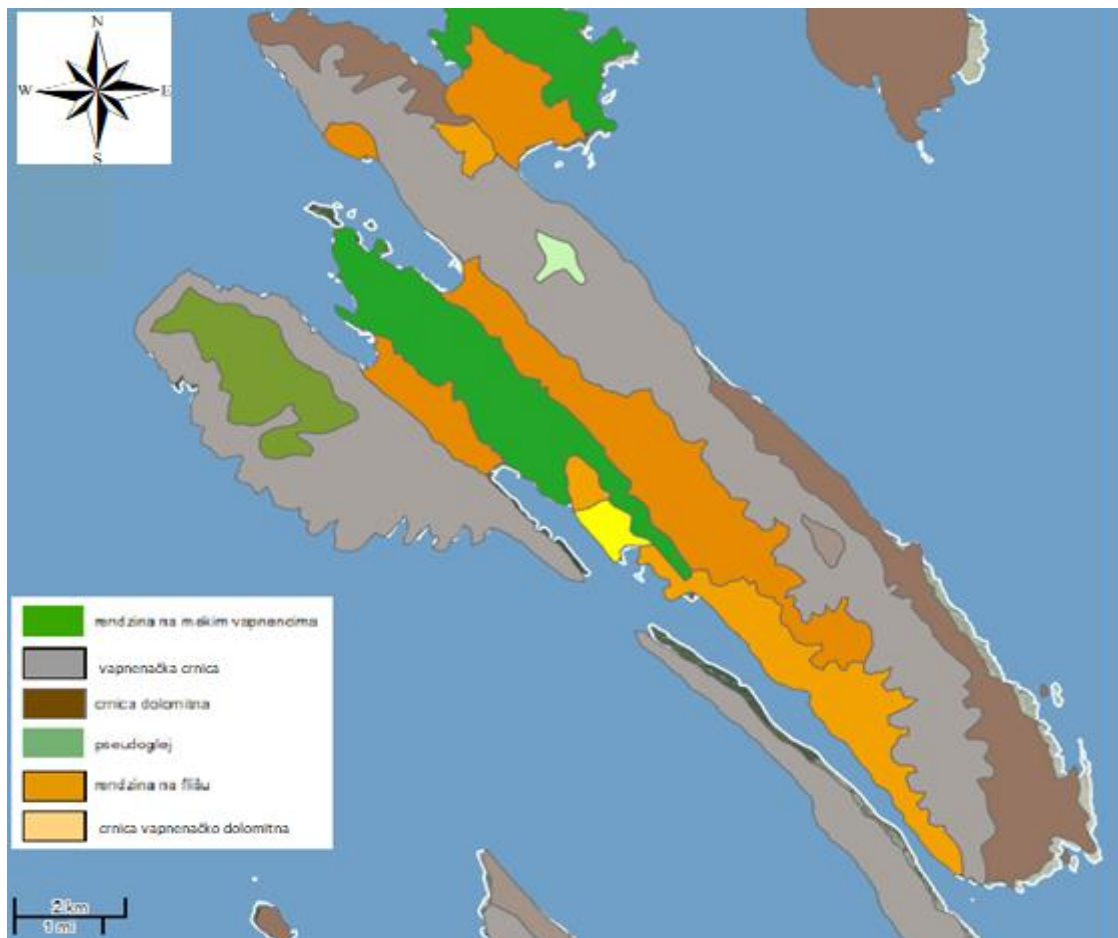 N
W E
S
rendzina na mekim vapnencima
vapnenačka crnica
crnica dolomitna
pseudoglej
rendzina na flišu
crnica vapnenačko dolomitna
2 km
1 mi